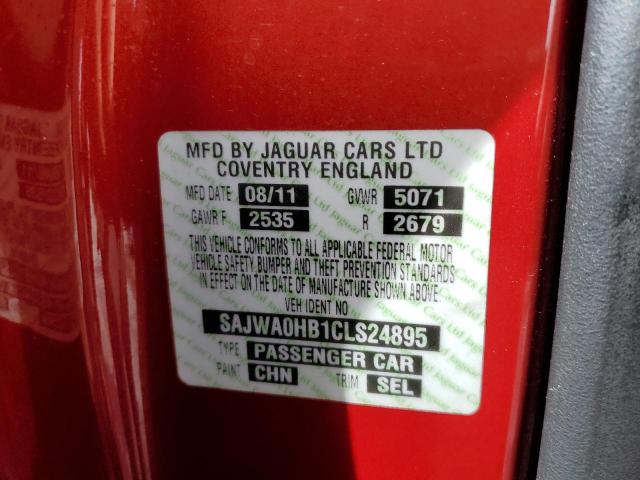 MFD BY JAGUAR CARS LTD
COVENTRY ENGLAND
MFD DATE 08/11 GVWR 5071
GAWR F 2535 R 2679
THIS VEHICLE CONFORMS TO ALL APPLICABLE FEDERAL MOTOR
VEHICLE SAFETY BUMPER AND THEFT PREVENTION STANDARDS
IN EFFECT ON THE DATE OF MANUFACTURE SHOWN ABOVE.
VEH IDENT NO
SAJWA0HB1CLS24895
TYPE PASSENGER CAR
PAINT CHN TRIM SEL